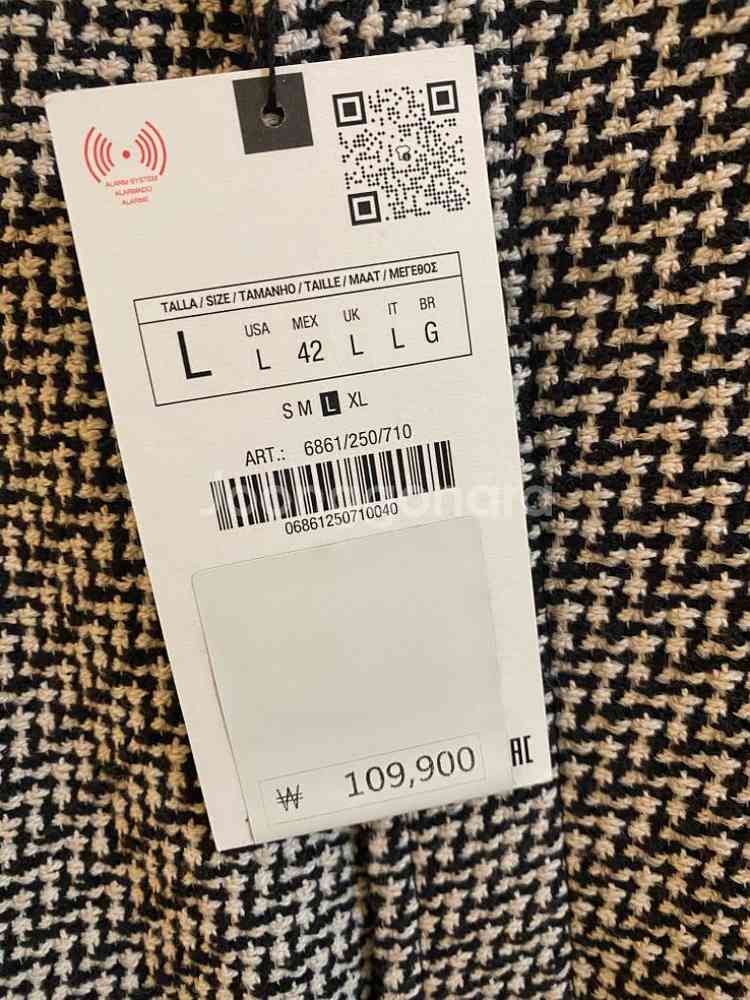 ALARM SYSTEM
ALARMADO
ALARME
TALLA / SIZE / TAMANHO / TAILLE / MAAT / ΜΕΓΕΘΟΣ
L
USA MEX UK IT BR
L 42 L L G
S M L XL
ART.: 6861/250/710
Joonggonara
06861250710040
₩ 109,900